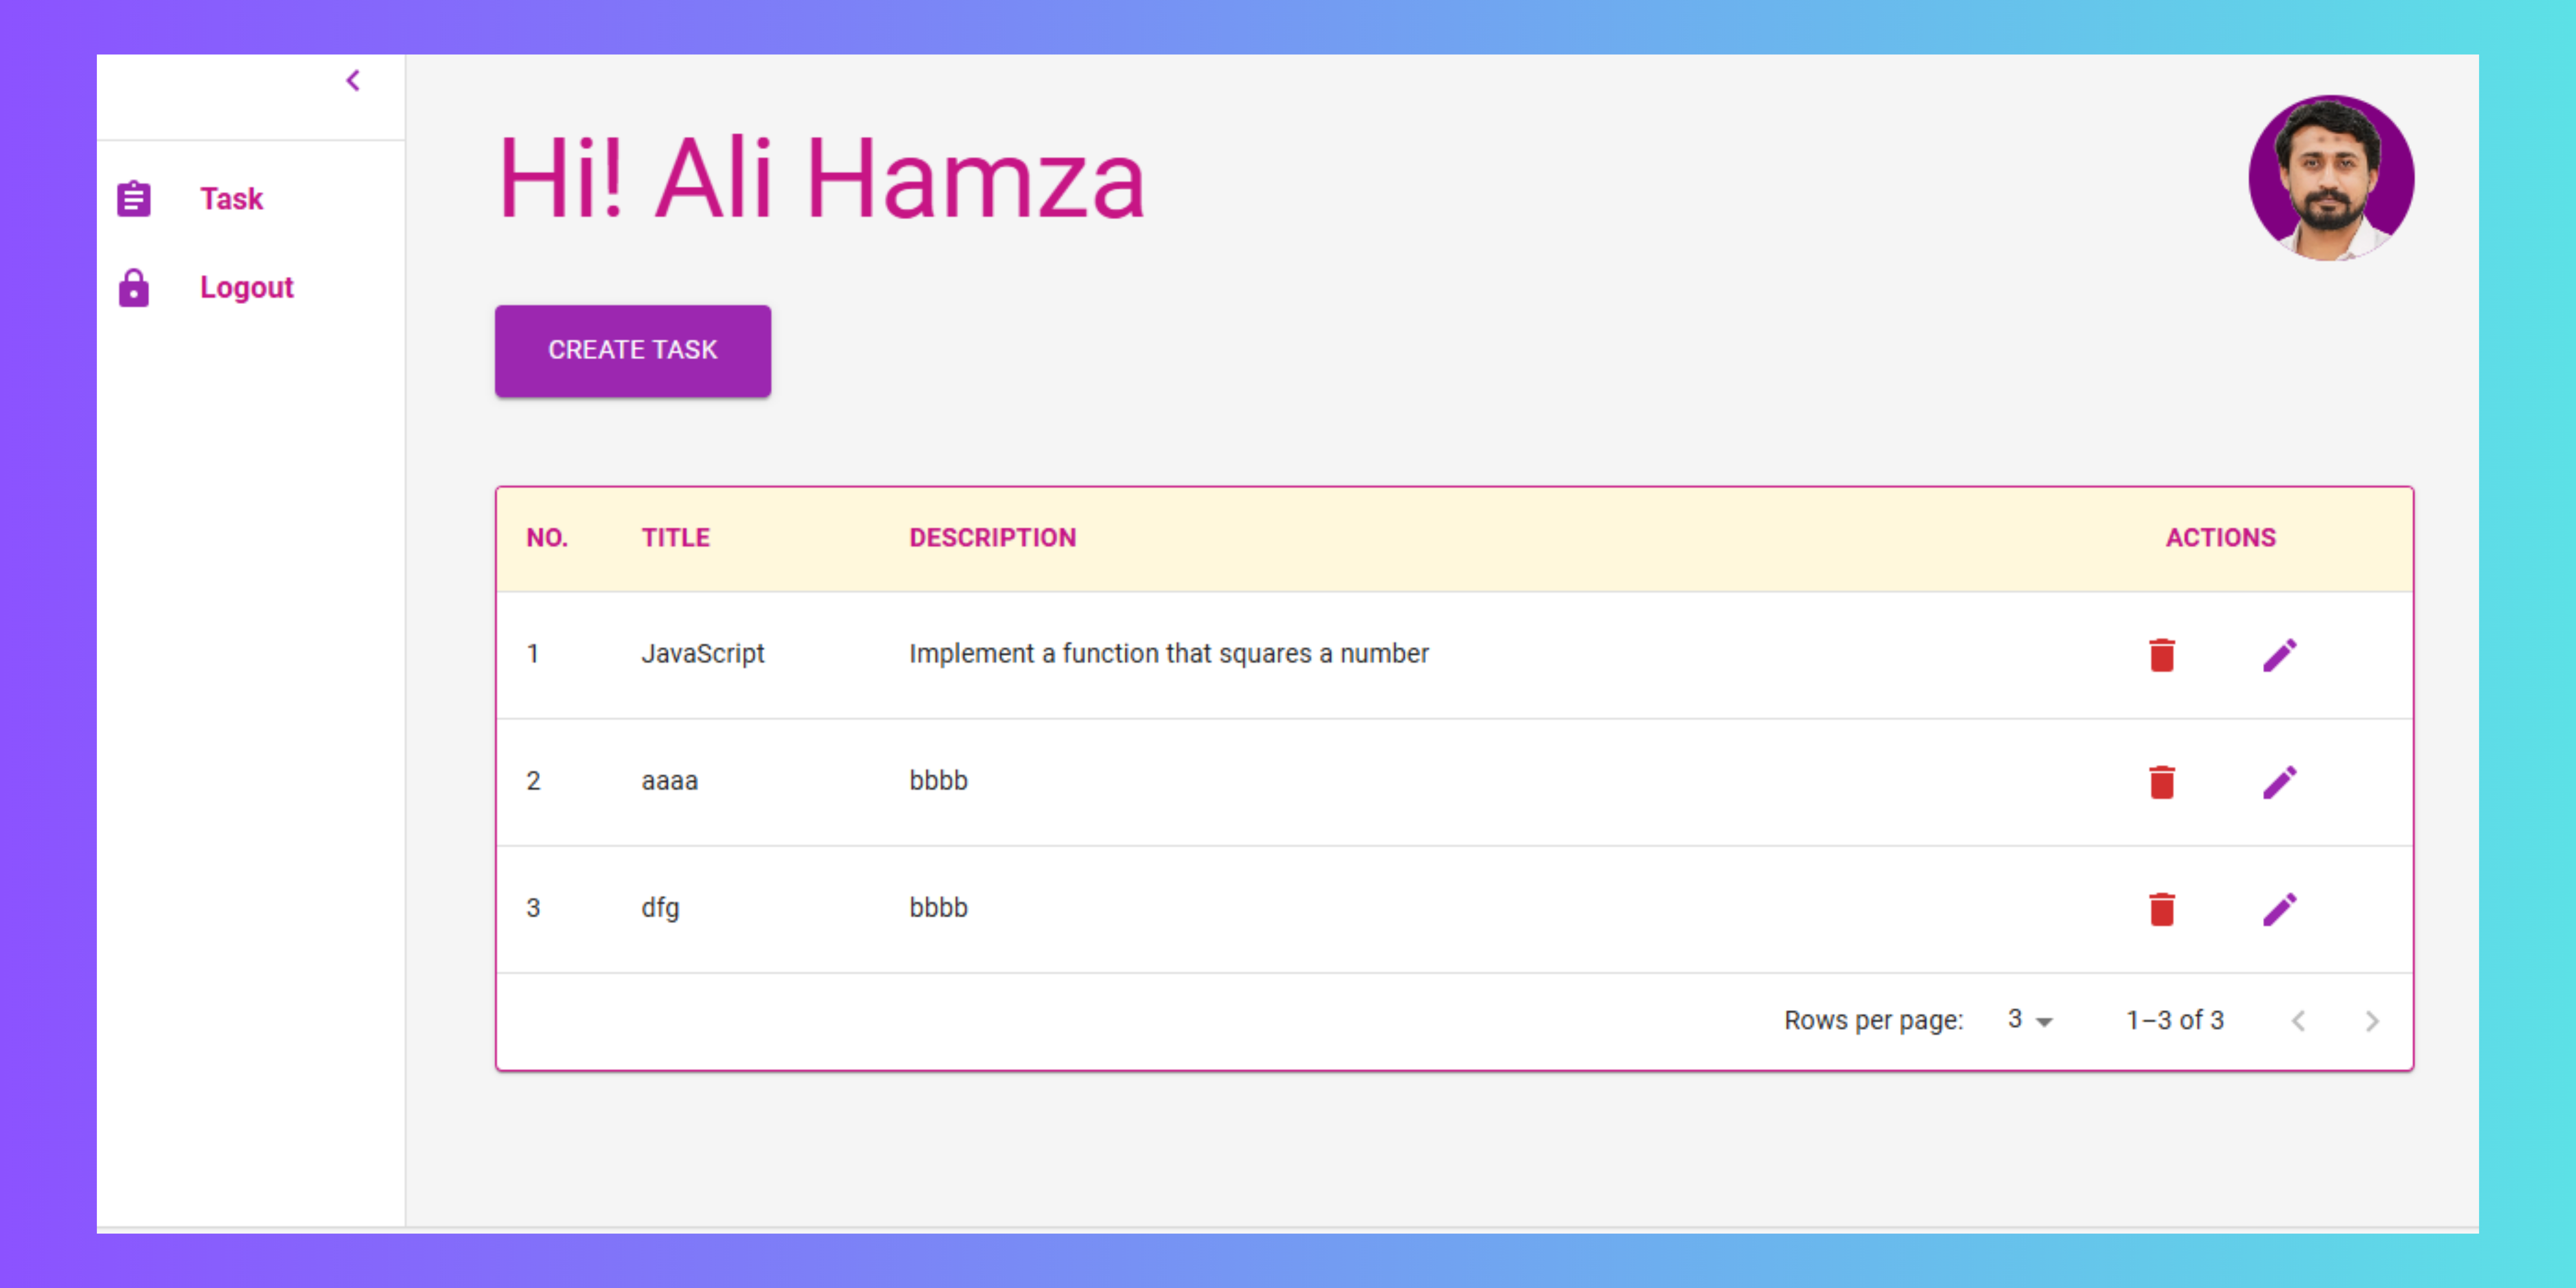 Task
Logout
Hi! Ali Hamza
CREATE TASK
NO. TITLE DESCRIPTION ACTIONS
1 JavaScript Implement a function that squares a number
2 aaaa bbbb
3 dfg bbbb
Rows per page: 3 1–3 of 3